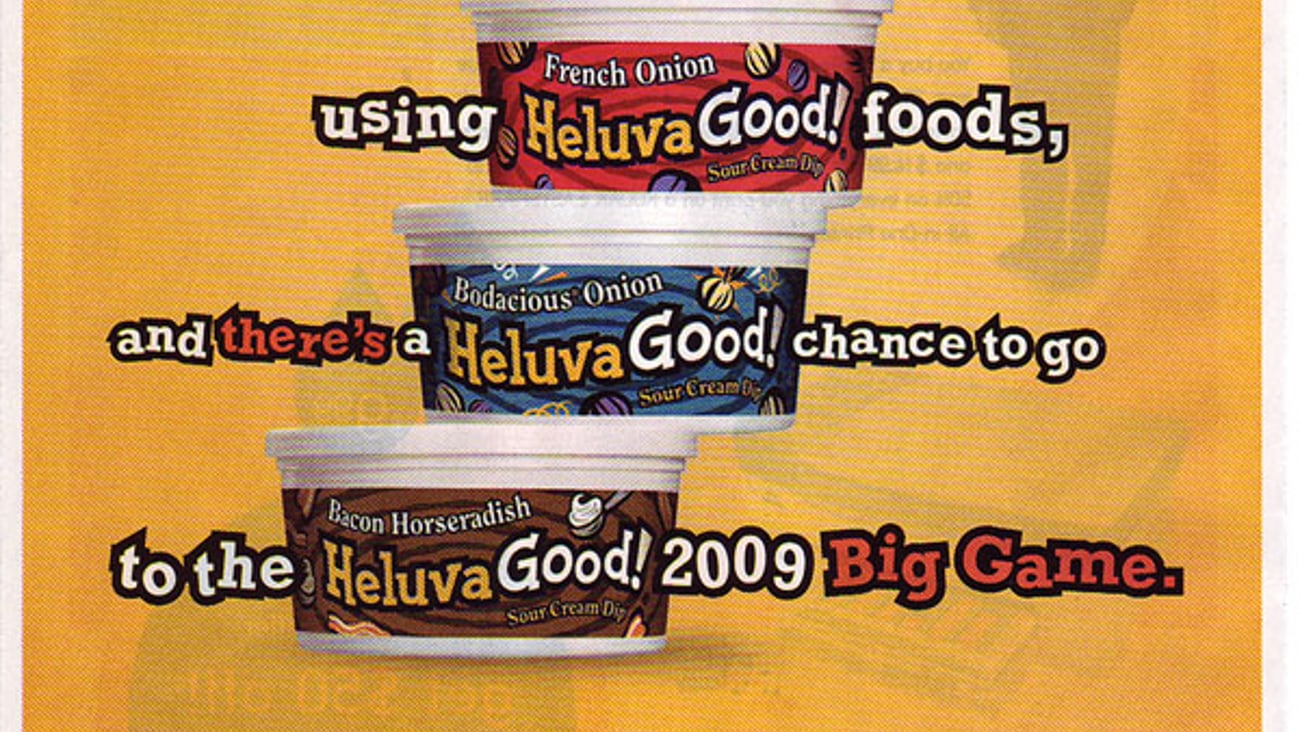 French Onion
using HeluvaGood! foods,
Sour Cream Dip
Bodacious Onion
and there's a HeluvaGood! chance to go
Sour Cream Dip
Bacon Horseradish
to the HeluvaGood! 2009 Big Game.
Sour Cream Dip